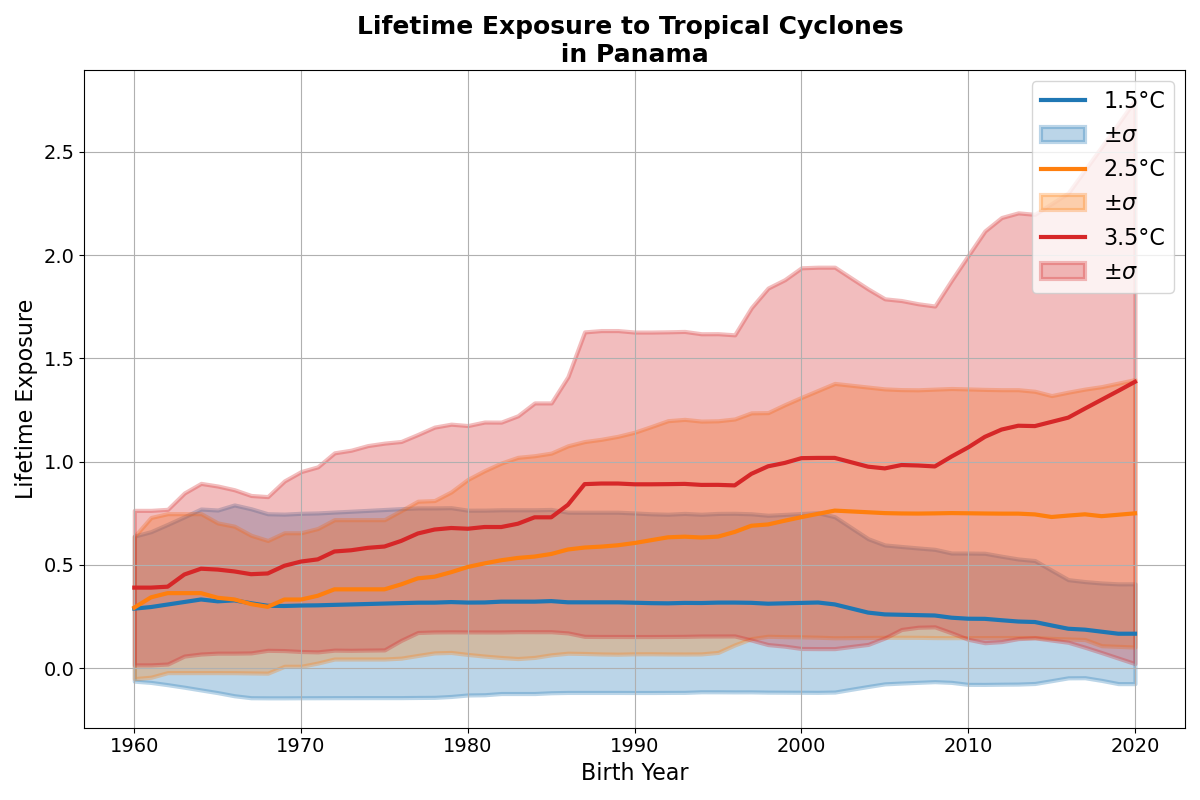 Lifetime Exposure to Tropical Cyclones
in Panama
1.5°C
±σ
2.5°C
±σ
3.5°C
±σ
Lifetime Exposure
2.5
2.0
1.5
1.0
0.5
0.0
1960 1970 1980 1990 2000 2010 2020
Birth Year